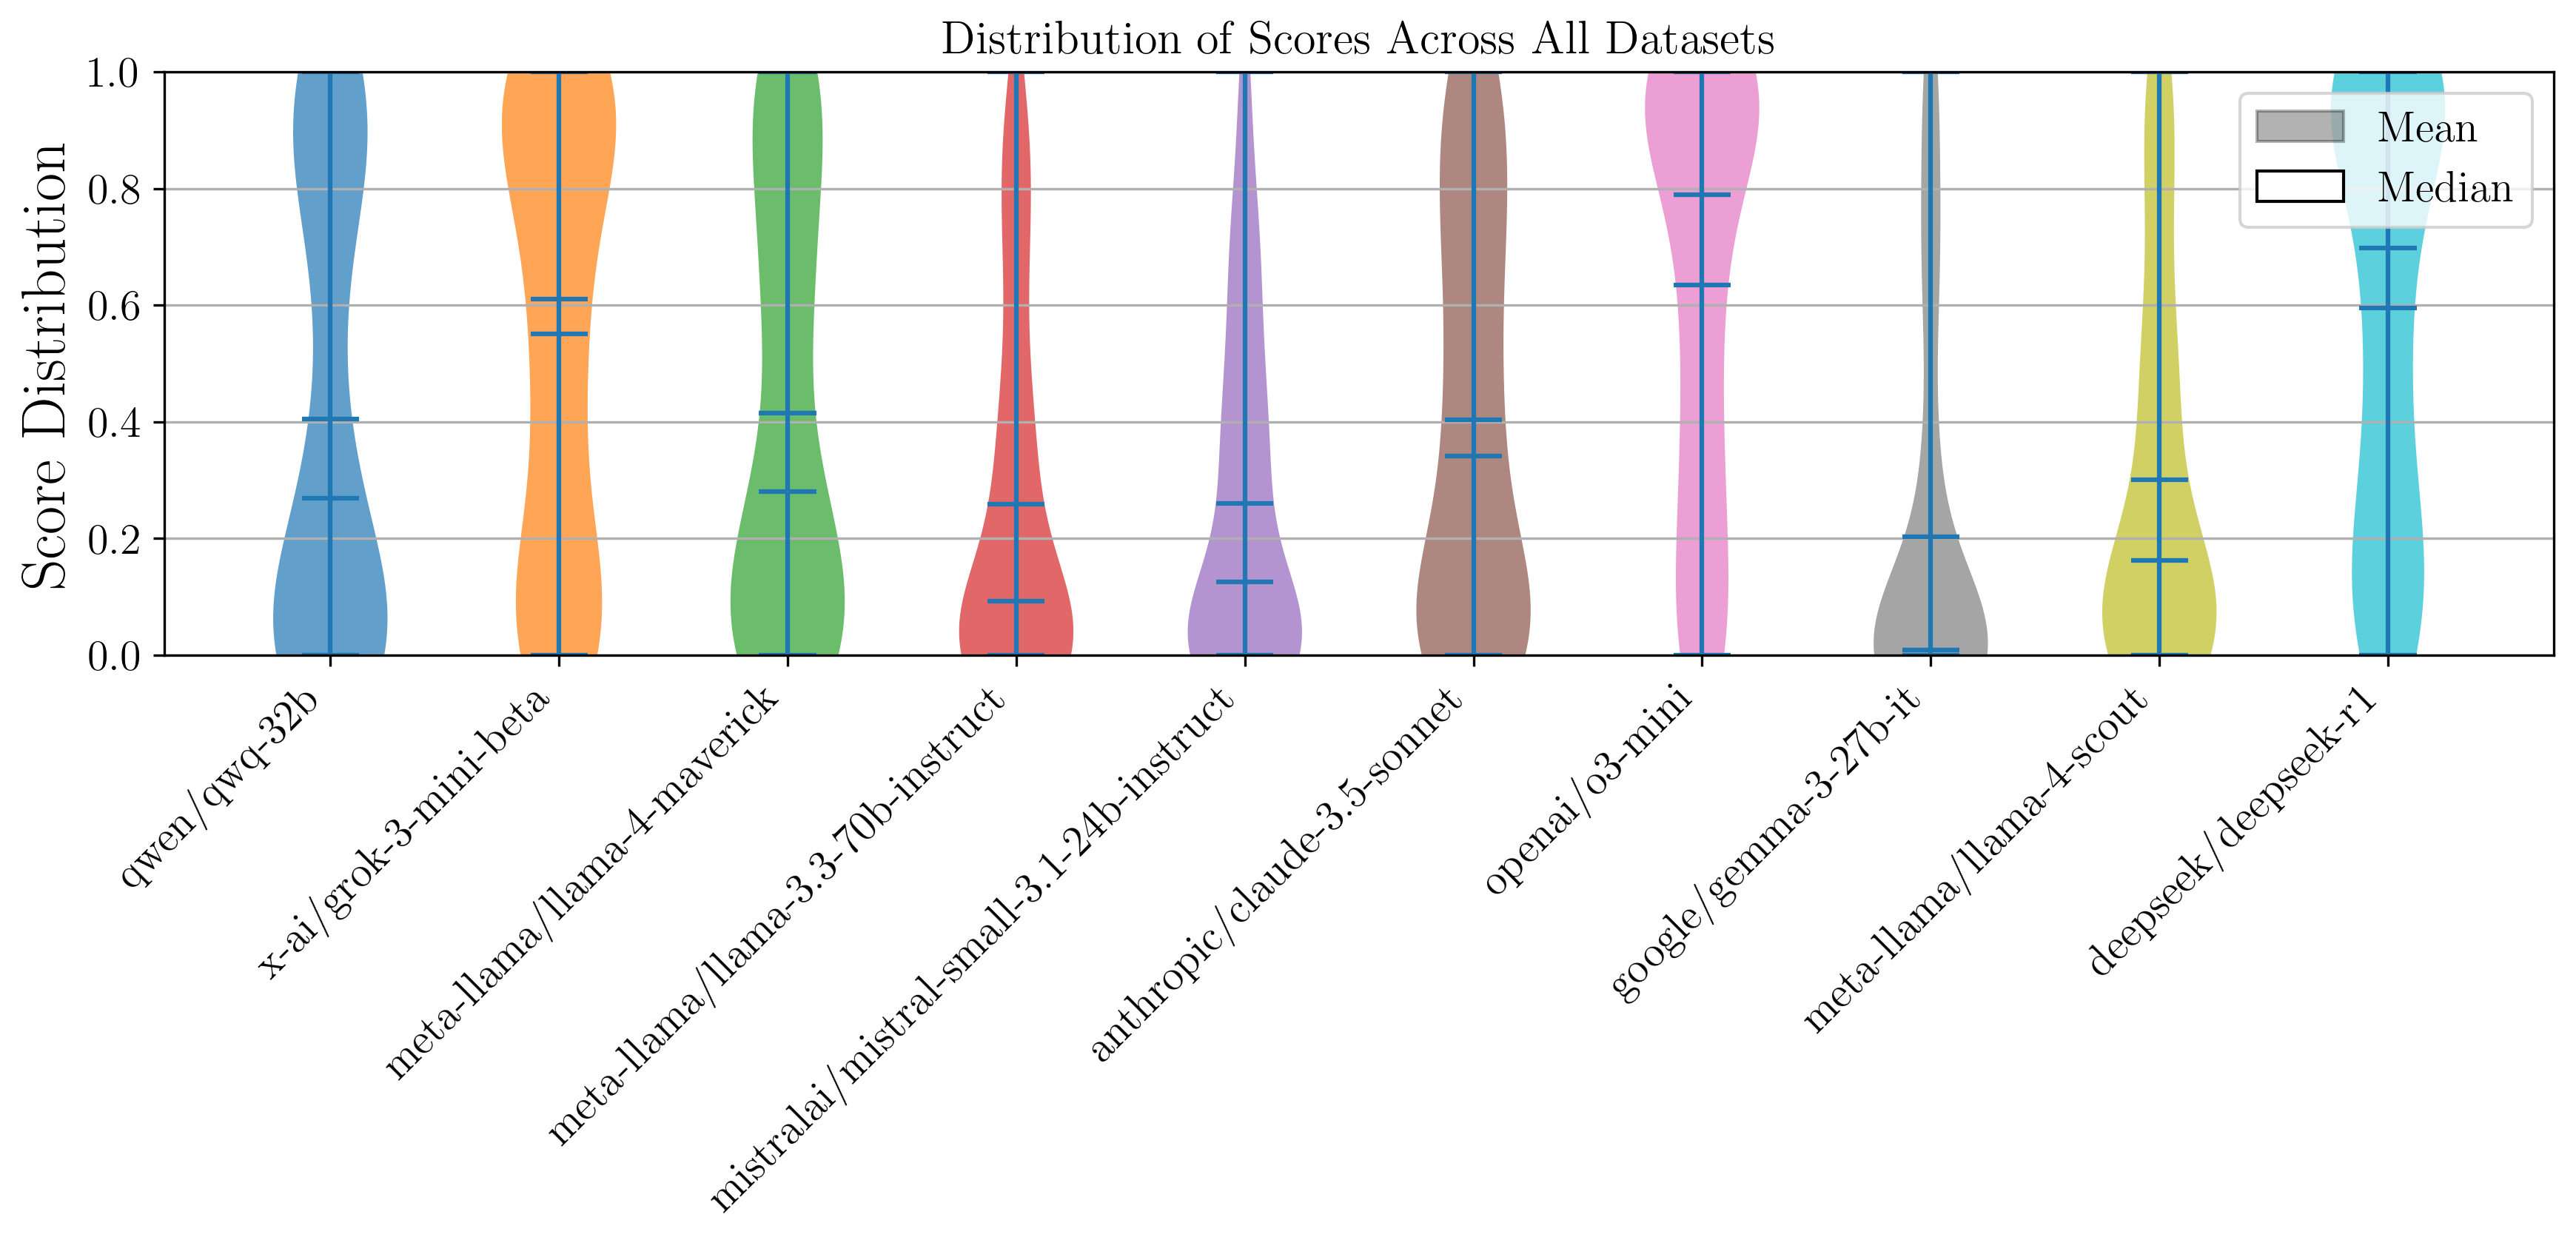 Distribution of Scores Across All Datasets
Score Distribution
1.0
0.8
0.6
0.4
0.2
0.0
Mean
Median
qwen/qwq-32b
x-ai/grok-3-mini-beta
meta-llama/llama-4-maverick
meta-llama/llama-3.3-70b-instruct
mistralai/mistral-small-3.1-24b-instruct
anthropic/claude-3.5-sonnet
openai/o3-mini
google/gemma-3-27b-it
meta-llama/llama-4-scout
deepseek/deepseek-r1